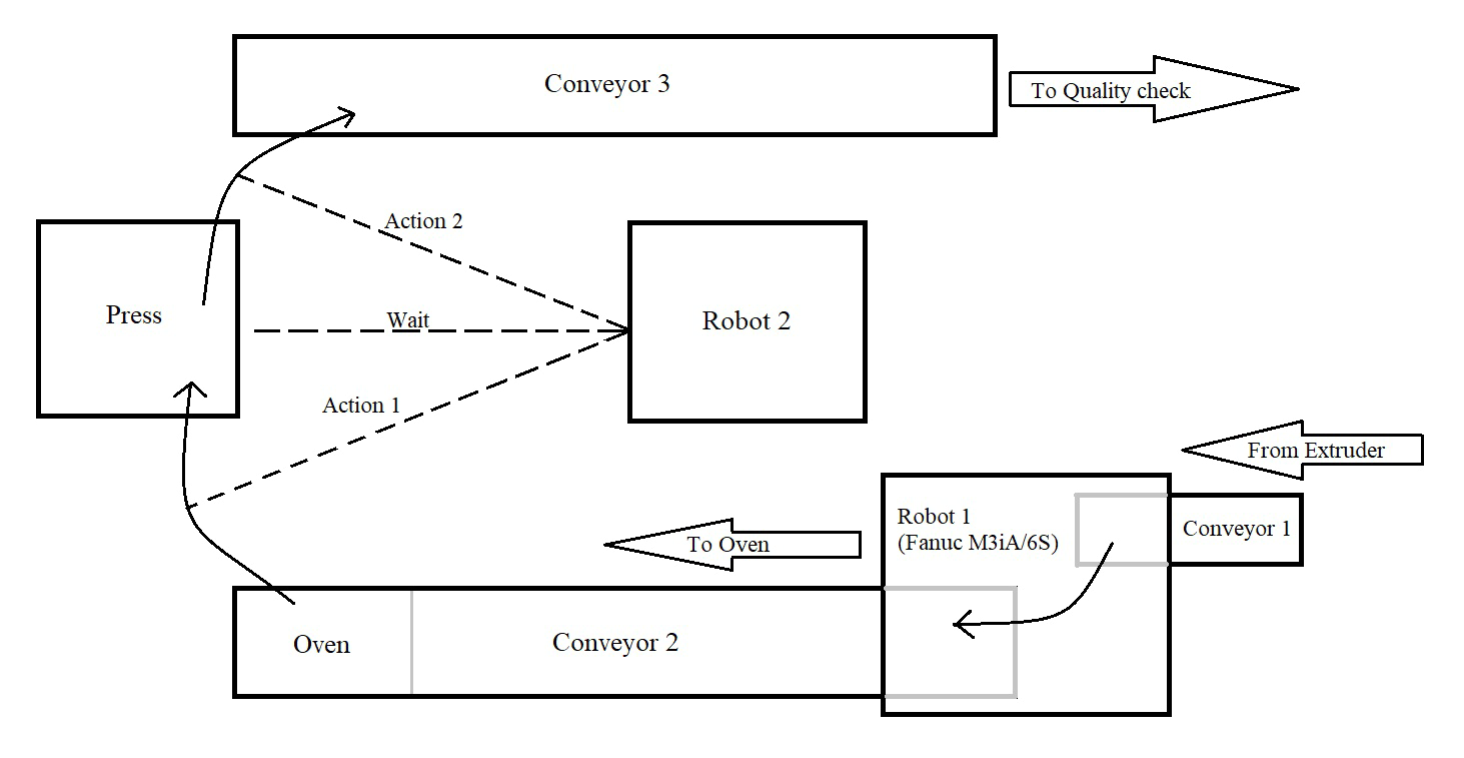 Conveyor 3
To Quality check
Action 2
Press
Wait
Robot 2
Action 1
From Extruder
Robot 1
(Fanuc M3iA/6S)
Conveyor 1
To Oven
Oven
Conveyor 2